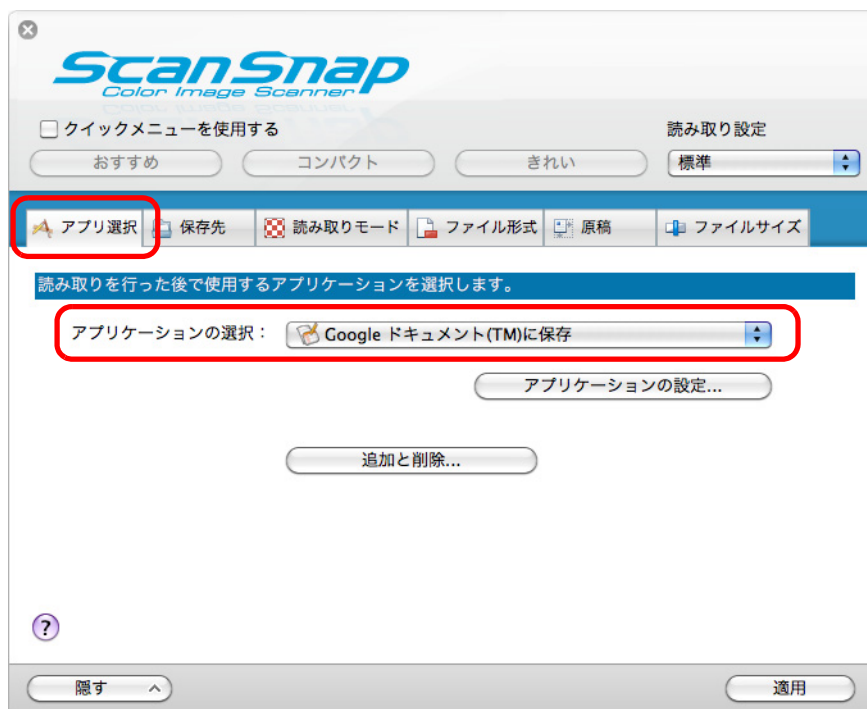 ScanSnap
Color Image Scanner
クイックメニューを使用する
読み取り設定
おすすめ
コンパクト
きれい
標準
アプリ選択
保存先
読み取りモード
ファイル形式
原稿
ファイルサイズ
読み取りを行った後で使用するアプリケーションを選択します。
アプリケーションの選択：
Google ドキュメント(TM)に保存
アプリケーションの設定...
追加と削除...
?
隠す
適用